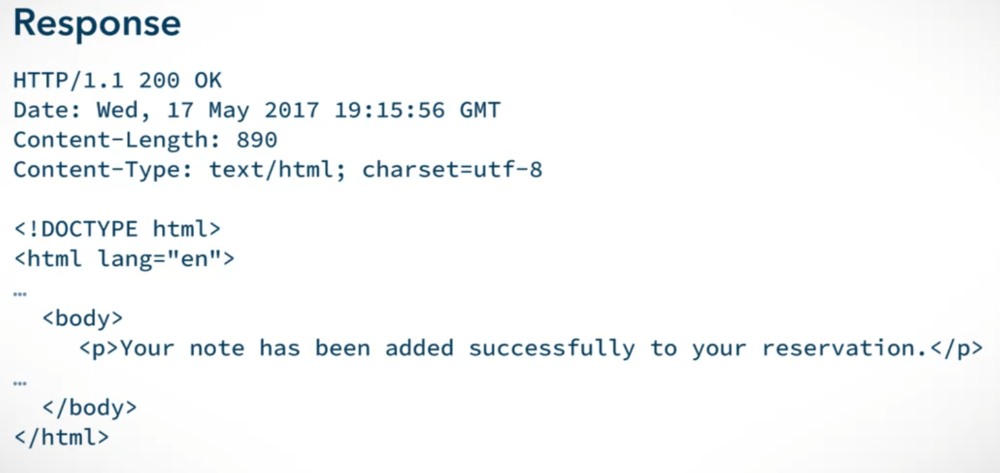 Response
HTTP/1.1 200 OK
Date: Wed, 17 May 2017 19:15:56 GMT
Content-Length: 890
Content-Type: text/html; charset=utf-8
<!DOCTYPE html>
<html lang="en">
…
<body>
<p>Your note has been added successfully to your reservation.</p>
…
</body>
</html>